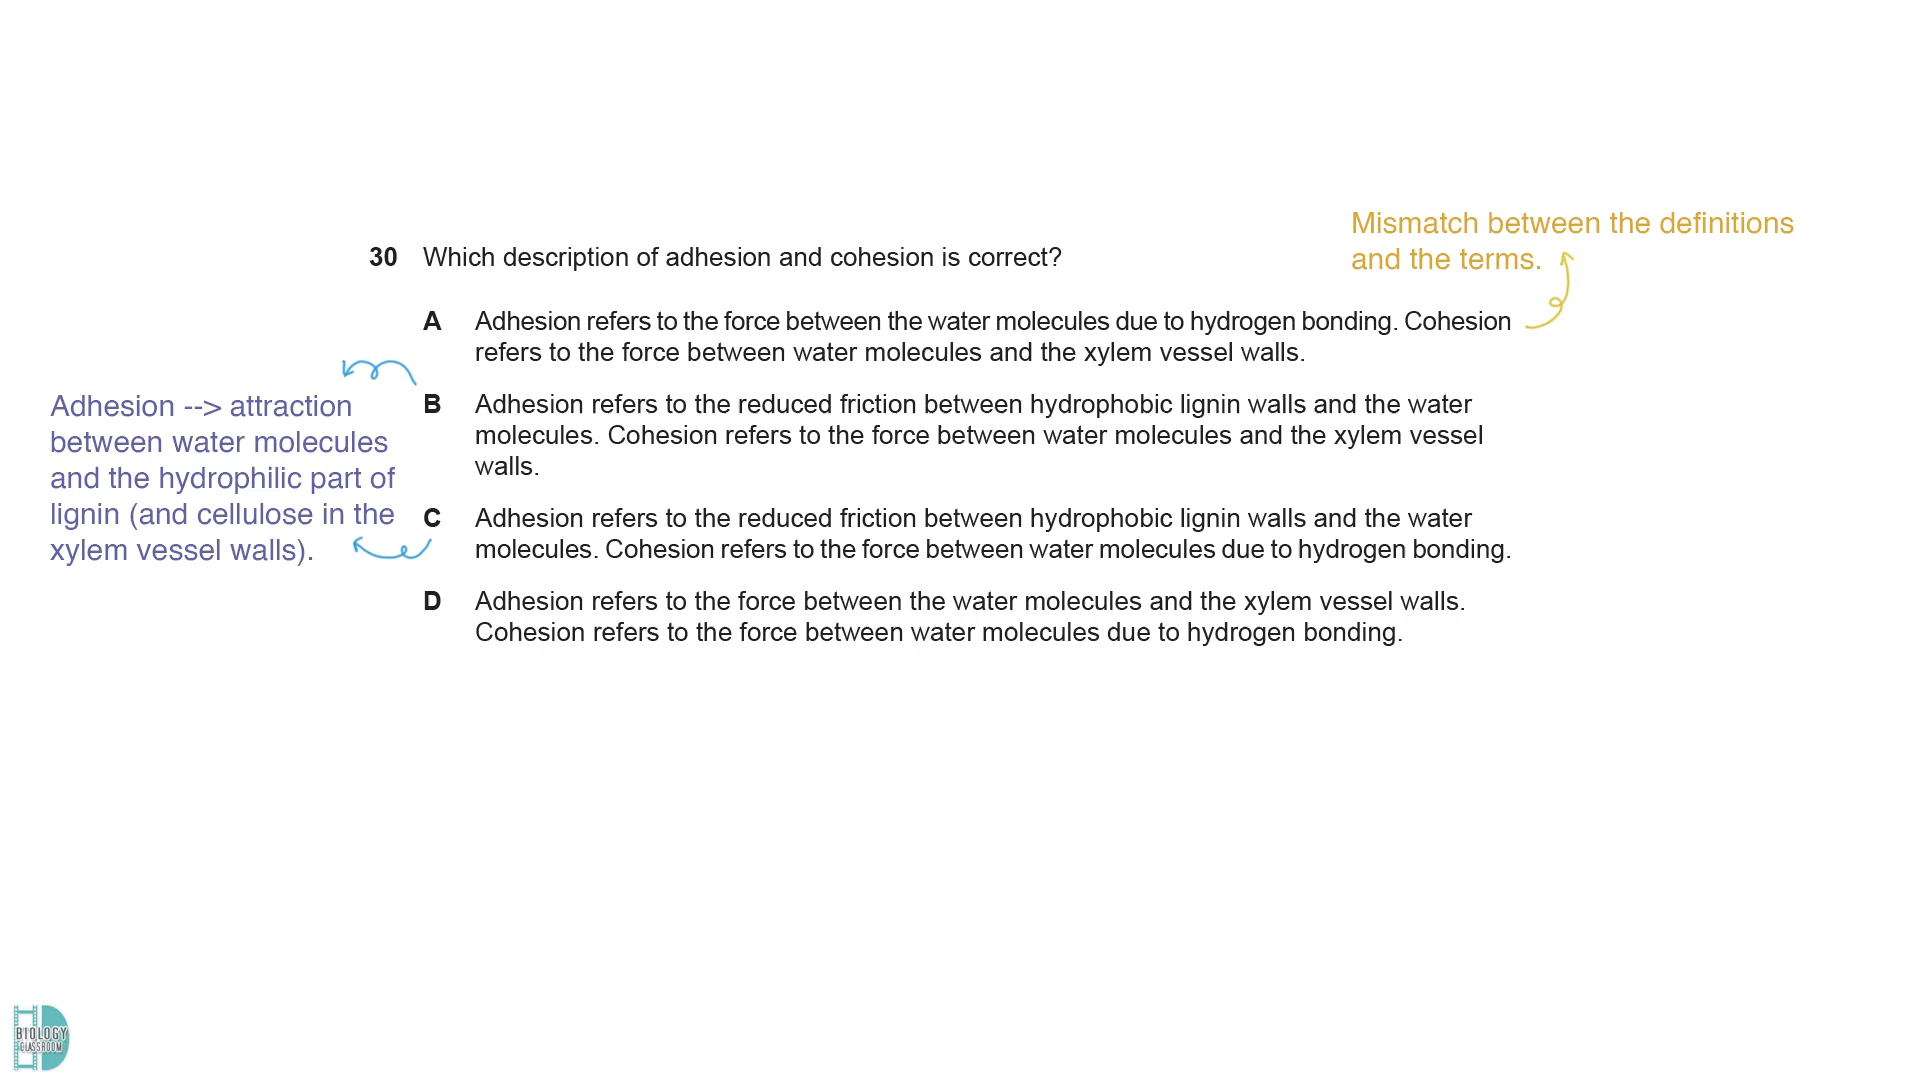 Mismatch between the definitions
and the terms.
30 Which description of adhesion and cohesion is correct?
A Adhesion refers to the force between the water molecules due to hydrogen bonding. Cohesion
refers to the force between water molecules and the xylem vessel walls.
Adhesion --> attraction
between water molecules
and the hydrophilic part of
lignin (and cellulose in the
xylem vessel walls).
B Adhesion refers to the reduced friction between hydrophobic lignin walls and the water
molecules. Cohesion refers to the force between water molecules and the xylem vessel
walls.
C Adhesion refers to the reduced friction between hydrophobic lignin walls and the water
molecules. Cohesion refers to the force between water molecules due to hydrogen bonding.
D Adhesion refers to the force between the water molecules and the xylem vessel walls.
Cohesion refers to the force between water molecules due to hydrogen bonding.
BIOLOGY
CLASSROOM